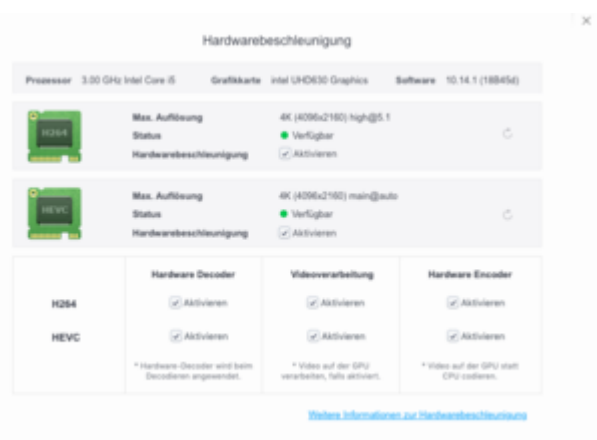 Hardwarebeschleunigung
Prozessor 3.00 GHz Intel Core i5 Grafikkarte intel UHD630 Graphics Software 10.14.1 (18B45d)
H264
Max. Auflösung 4K (4096x2160) high@5.1
Status Verfügbar
Hardwarebeschleunigung Aktivieren
HEVC
Max. Auflösung 4K (4096x2160) main@auto
Status Verfügbar
Hardwarebeschleunigung Aktivieren
Hardware Decoder Videoverarbeitung Hardware Encoder
H264 Aktivieren Aktivieren Aktivieren
HEVC Aktivieren Aktivieren Aktivieren
* Hardware-Decoder wird beim * Video auf der GPU * Video auf der GPU statt
Decodieren angewendet. verarbeiten, falls aktiviert. CPU codieren.
Weitere Informationen zur Hardwarebeschleunigung